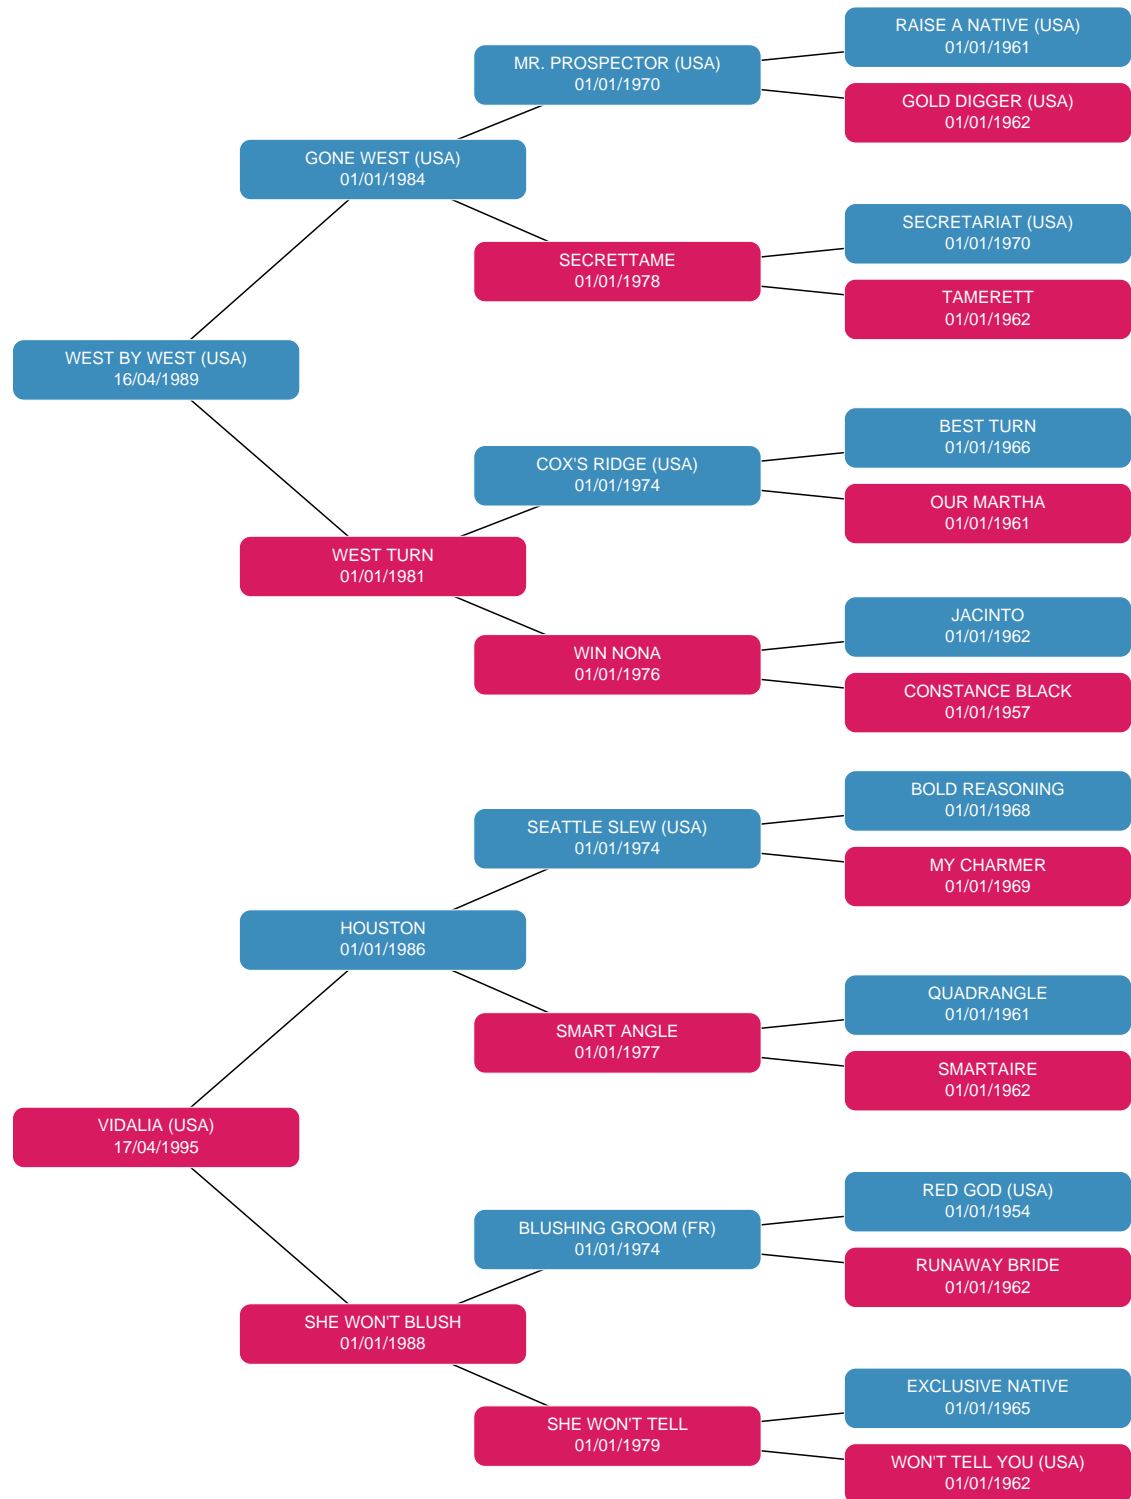 RAISE A NATIVE (USA)
01/01/1961
MR. PROSPECTOR (USA)
01/01/1970
GOLD DIGGER (USA)
01/01/1962
GONE WEST (USA)
01/01/1984
SECRETARIAT (USA)
01/01/1970
SECRETTAME
01/01/1978
TAMERETT
01/01/1962
WEST BY WEST (USA)
16/04/1989
BEST TURN
01/01/1966
COX'S RIDGE (USA)
01/01/1974
OUR MARTHA
01/01/1961
WEST TURN
01/01/1981
JACINTO
01/01/1962
WIN NONA
01/01/1976
CONSTANCE BLACK
01/01/1957
BOLD REASONING
01/01/1968
SEATTLE SLEW (USA)
01/01/1974
MY CHARMER
01/01/1969
HOUSTON
01/01/1986
QUADRANGLE
01/01/1961
SMART ANGLE
01/01/1977
SMARTAIRE
01/01/1962
VIDALIA (USA)
17/04/1995
RED GOD (USA)
01/01/1954
BLUSHING GROOM (FR)
01/01/1974
RUNAWAY BRIDE
01/01/1962
SHE WON'T BLUSH
01/01/1988
EXCLUSIVE NATIVE
01/01/1965
SHE WON'T TELL
01/01/1979
WON'T TELL YOU (USA)
01/01/1962